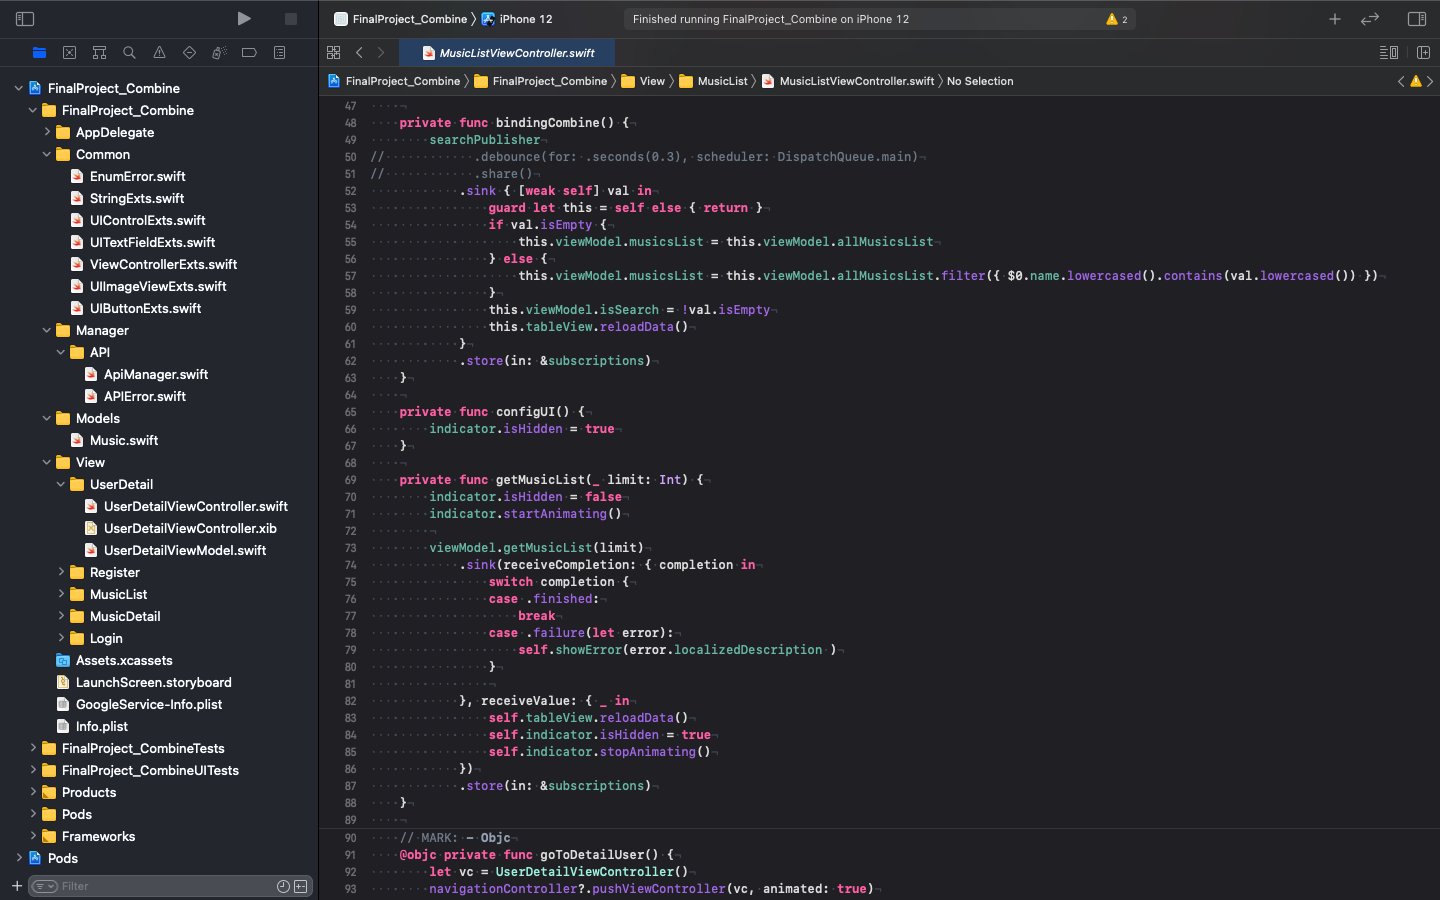 FinalProject_Combine 〉 iPhone 12
Finished running FinalProject_Combine on iPhone 12
2
MusicListViewController.swift
FinalProject_Combine 〉 FinalProject_Combine 〉 View 〉 MusicList 〉 MusicListViewController.swift 〉 No Selection
FinalProject_Combine
FinalProject_Combine
AppDelegate
Common
EnumError.swift
StringExts.swift
UIControlExts.swift
UITextFieldExts.swift
ViewControllerExts.swift
UIImageViewExts.swift
UIButtonExts.swift
Manager
API
ApiManager.swift
APIError.swift
Models
Music.swift
View
UserDetail
UserDetailViewController.swift
UserDetailViewController.xib
UserDetailViewModel.swift
Register
MusicList
MusicDetail
Login
Assets.xcassets
LaunchScreen.storyboard
GoogleService-Info.plist
Info.plist
FinalProject_CombineTests
FinalProject_CombineUITests
Products
Pods
Frameworks
Pods
Filter
47
48 private func bindingCombine() {
49 searchPublisher
50 // .debounce(for: .seconds(0.3), scheduler: DispatchQueue.main)
51 // .share()
52 .sink { [weak self] val in
53 guard let this = self else { return }
54 if val.isEmpty {
55 this.viewModel.musicsList = this.viewModel.allMusicsList
56 } else {
57 this.viewModel.musicsList = this.viewModel.allMusicsList.filter({ $0.name.lowercased().contains(val.lowercased()) })
58 }
59 this.viewModel.isSearch = !val.isEmpty
60 this.tableView.reloadData()
61 }
62 .store(in: &subscriptions)
63 }
64
65 private func configUI() {
66 indicator.isHidden = true
67 }
68
69 private func getMusicList(_ limit: Int) {
70 indicator.isHidden = false
71 indicator.startAnimating()
72
73 viewModel.getMusicList(limit)
74 .sink(receiveCompletion: { completion in
75 switch completion {
76 case .finished:
77 break
78 case .failure(let error):
79 self.showError(error.localizedDescription )
80 }
81
82 }, receiveValue: { _ in
83 self.tableView.reloadData()
84 self.indicator.isHidden = true
85 self.indicator.stopAnimating()
86 })
87 .store(in: &subscriptions)
88 }
89
90 // MARK: - Objc
91 @objc private func goToDetailUser() {
92 let vc = UserDetailViewController()
93 navigationController?.pushViewController(vc, animated: true)